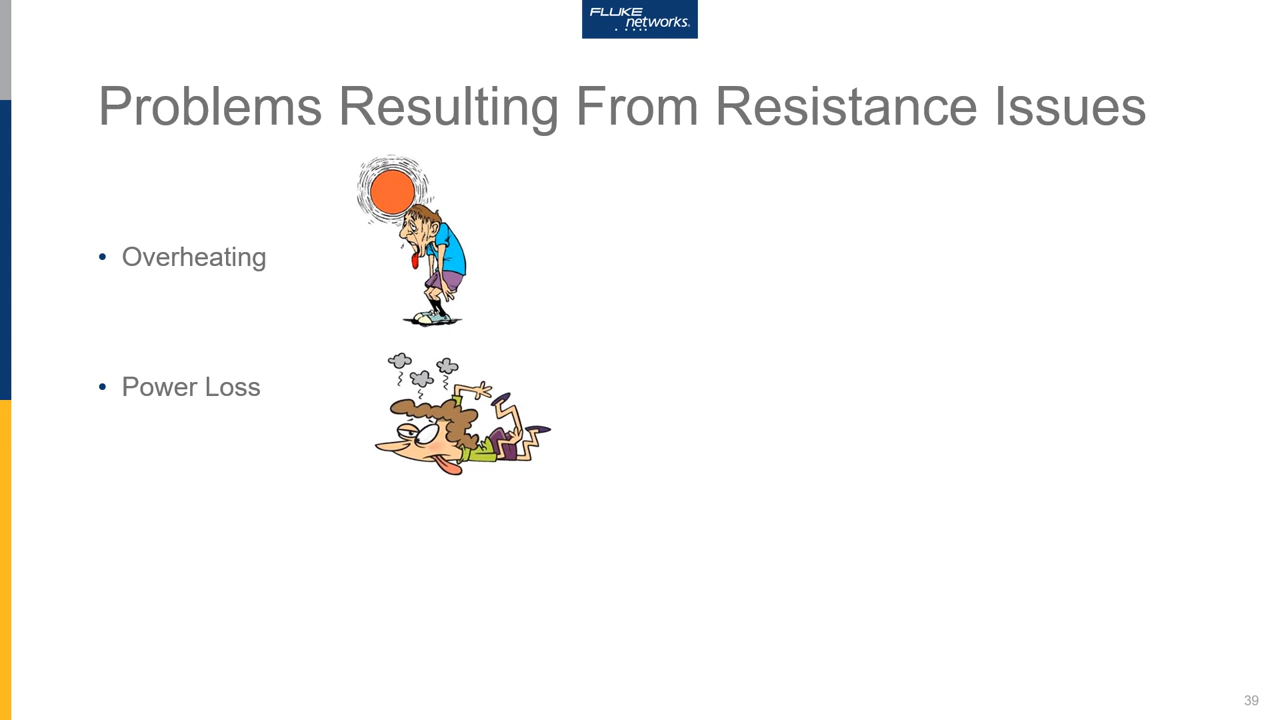 FLUKE
networks®
Problems Resulting From Resistance Issues
• Overheating
• Power Loss
39